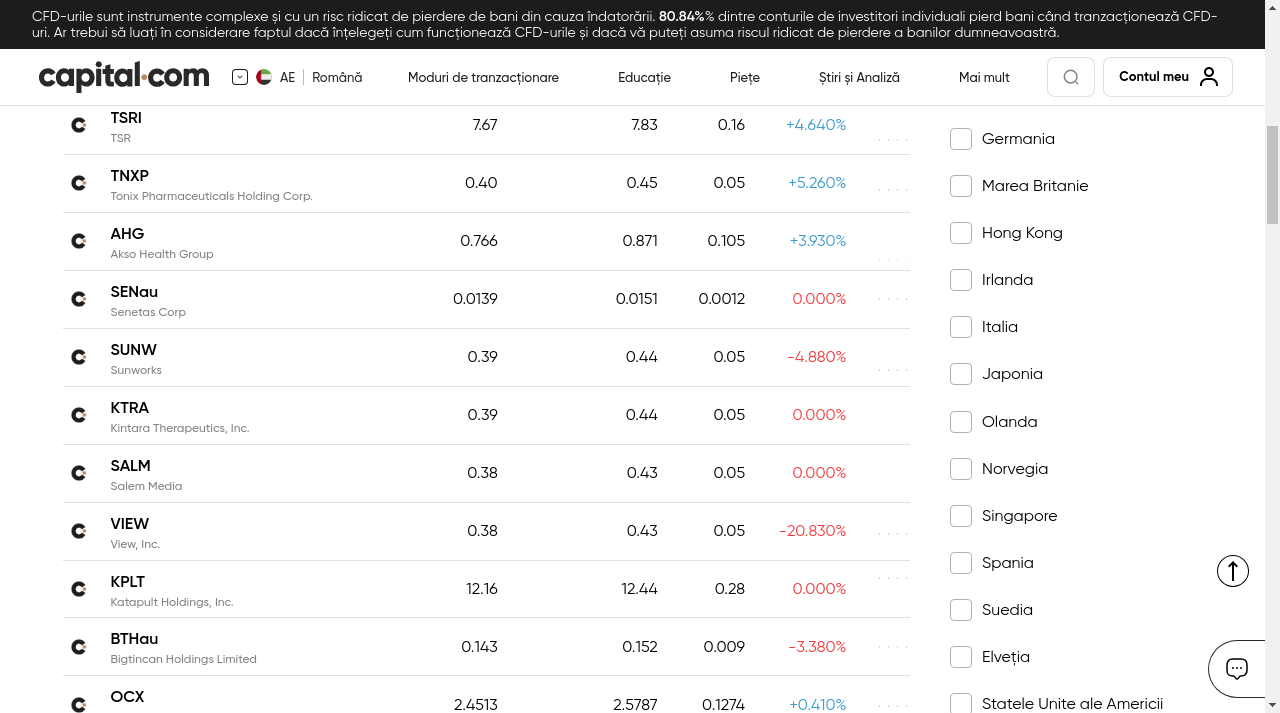 CFD-urile sunt instrumente complexe și cu un risc ridicat de pierdere de bani din cauza îndatorării. 80.84%% dintre conturile de investitori individuali pierd bani când tranzacționează CFD-
uri. Ar trebui să luați în considerare faptul dacă înțelegeți cum funcționează CFD-urile și dacă vă puteți asuma riscul ridicat de pierdere a banilor dumneavoastră.
capital.com AE Română Moduri de tranzacționare Educație Piețe Știri și Analiză Mai mult Contul meu
TSRI 7.67 7.83 0.16 +4.640%
TSR
TNXP 0.40 0.45 0.05 +5.260%
Tonix Pharmaceuticals Holding Corp.
AHG 0.766 0.871 0.105 +3.930%
Akso Health Group
SENau 0.0139 0.0151 0.0012 0.000%
Senetas Corp
SUNW 0.39 0.44 0.05 -4.880%
Sunworks
KTRA 0.39 0.44 0.05 0.000%
Kintara Therapeutics, Inc.
SALM 0.38 0.43 0.05 0.000%
Salem Media
VIEW 0.38 0.43 0.05 -20.830%
View, Inc.
KPLT 12.16 12.44 0.28 0.000%
Katapult Holdings, Inc.
BTHau 0.143 0.152 0.009 -3.380%
Bigtincan Holdings Limited
OCX 2.4513 2.5787 0.1274 +0.410%
Germania
Marea Britanie
Hong Kong
Irlanda
Italia
Japonia
Olanda
Norvegia
Singapore
Spania
Suedia
Elveția
Statele Unite ale Americii